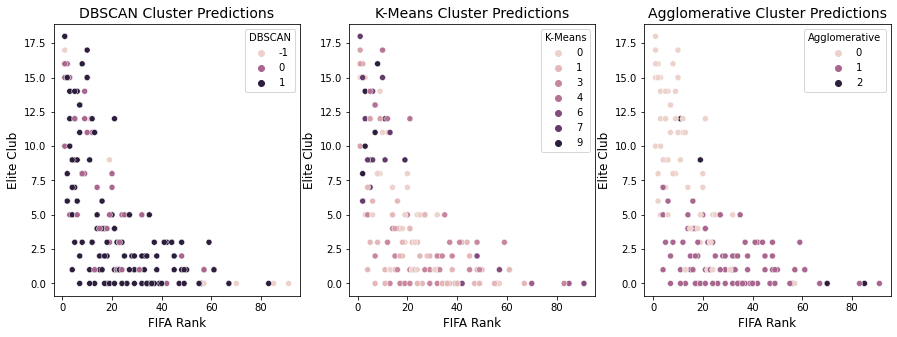 DBSCAN Cluster Predictions
17.5
15.0
12.5
10.0
7.5
5.0
2.5
0.0
Elite Club
0 20 40 60 80
FIFA Rank
DBSCAN
-1
0
1
K-Means Cluster Predictions
17.5
15.0
12.5
10.0
7.5
5.0
2.5
0.0
Elite Club
0 20 40 60 80
FIFA Rank
K-Means
0
1
3
4
6
7
9
Agglomerative Cluster Predictions
17.5
15.0
12.5
10.0
7.5
5.0
2.5
0.0
Elite Club
0 20 40 60 80
FIFA Rank
Agglomerative
0
1
2